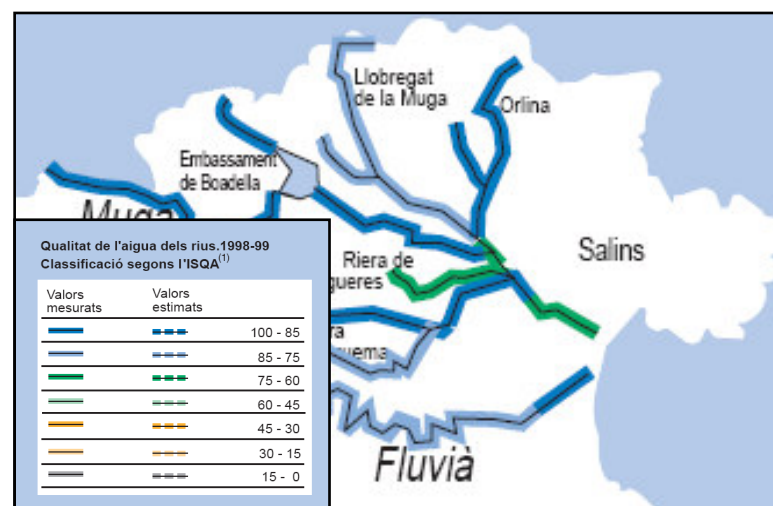 Llobregat
de la Muga
Orlina
Embassament
de Boadella
Muga
Salins
Riera de
gueres
ra
uema
Fluvià
Qualitat de l'aigua dels rius.1998-99
Classificació segons l'ISQA(1)
Valors
mesurats
Valors
estimats
100 - 85
85 - 75
75 - 60
60 - 45
45 - 30
30 - 15
15 - 0